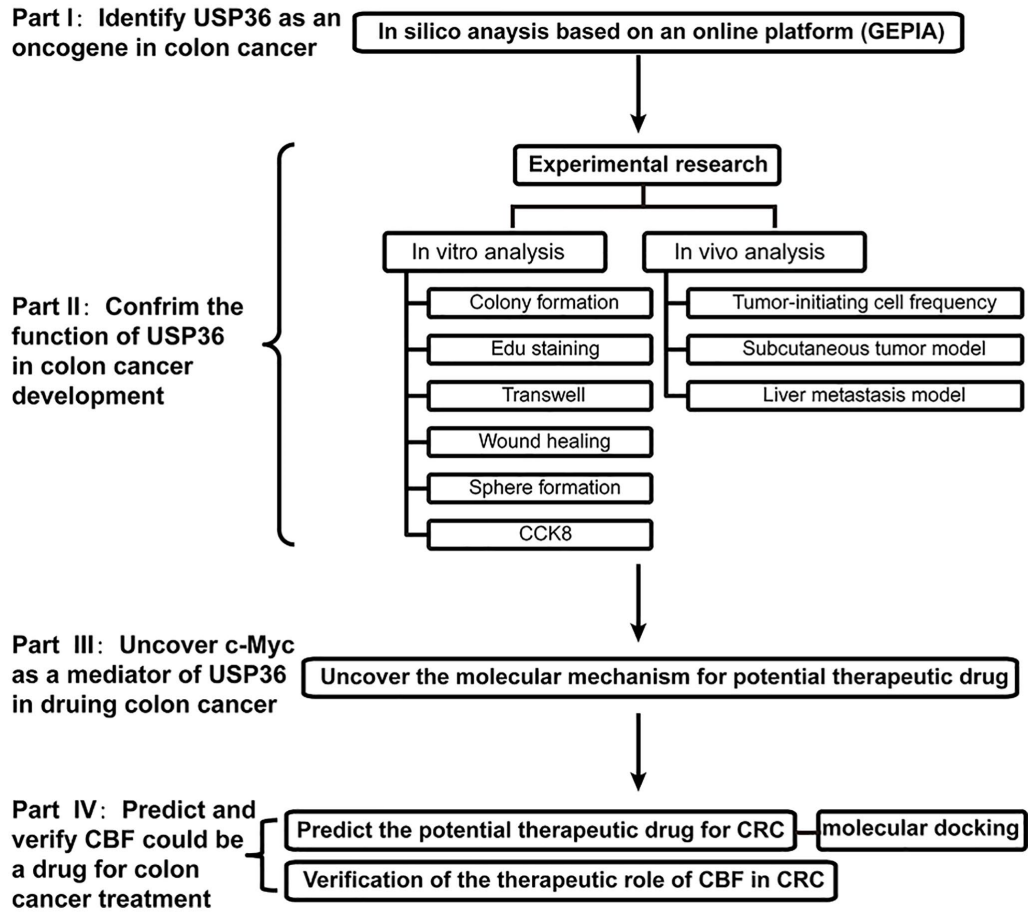 Part I：Identify USP36 as an
oncogene in colon cancer
In silico anaysis based on an online platform (GEPIA)
Experimental research
In vitro analysis
In vivo analysis
Colony formation
Tumor-initiating cell frequency
Part II：Confrim the
function of USP36
in colon cancer
development
Edu staining
Subcutaneous tumor model
Transwell
Liver metastasis model
Wound healing
Sphere formation
CCK8
Part III：Uncover c-Myc
as a mediator of USP36
in druing colon cancer
Uncover the molecular mechanism for potential therapeutic drug
Part IV：Predict and
verify CBF could be
a drug for colon
cancer treatment
Predict the potential therapeutic drug for CRC
molecular docking
Verification of the therapeutic role of CBF in CRC